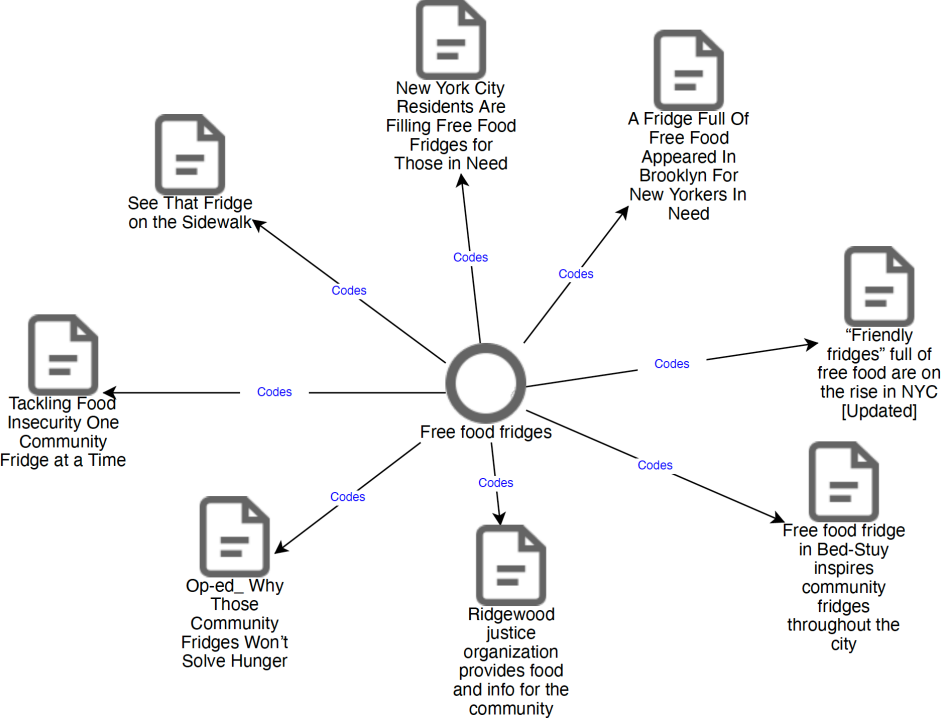 New York City
Residents Are
Filling Free Food
Fridges for
Those in Need
A Fridge Full Of
Free Food
Appeared In
Brooklyn For
New Yorkers In
Need
See That Fridge
on the Sidewalk
Codes
Codes
Codes
“Friendly
fridges” full of
free food are on
the rise in NYC
[Updated]
Codes
Codes
Tackling Food
Insecurity One
Community
Fridge at a Time
Free food fridges
Codes
Codes
Codes
Free food fridge
in Bed-Stuy
inspires
community
fridges
throughout the
city
Op-ed_ Why
Those
Community
Fridges Won’t
Solve Hunger
Ridgewood
justice
organization
provides food
and info for the
community